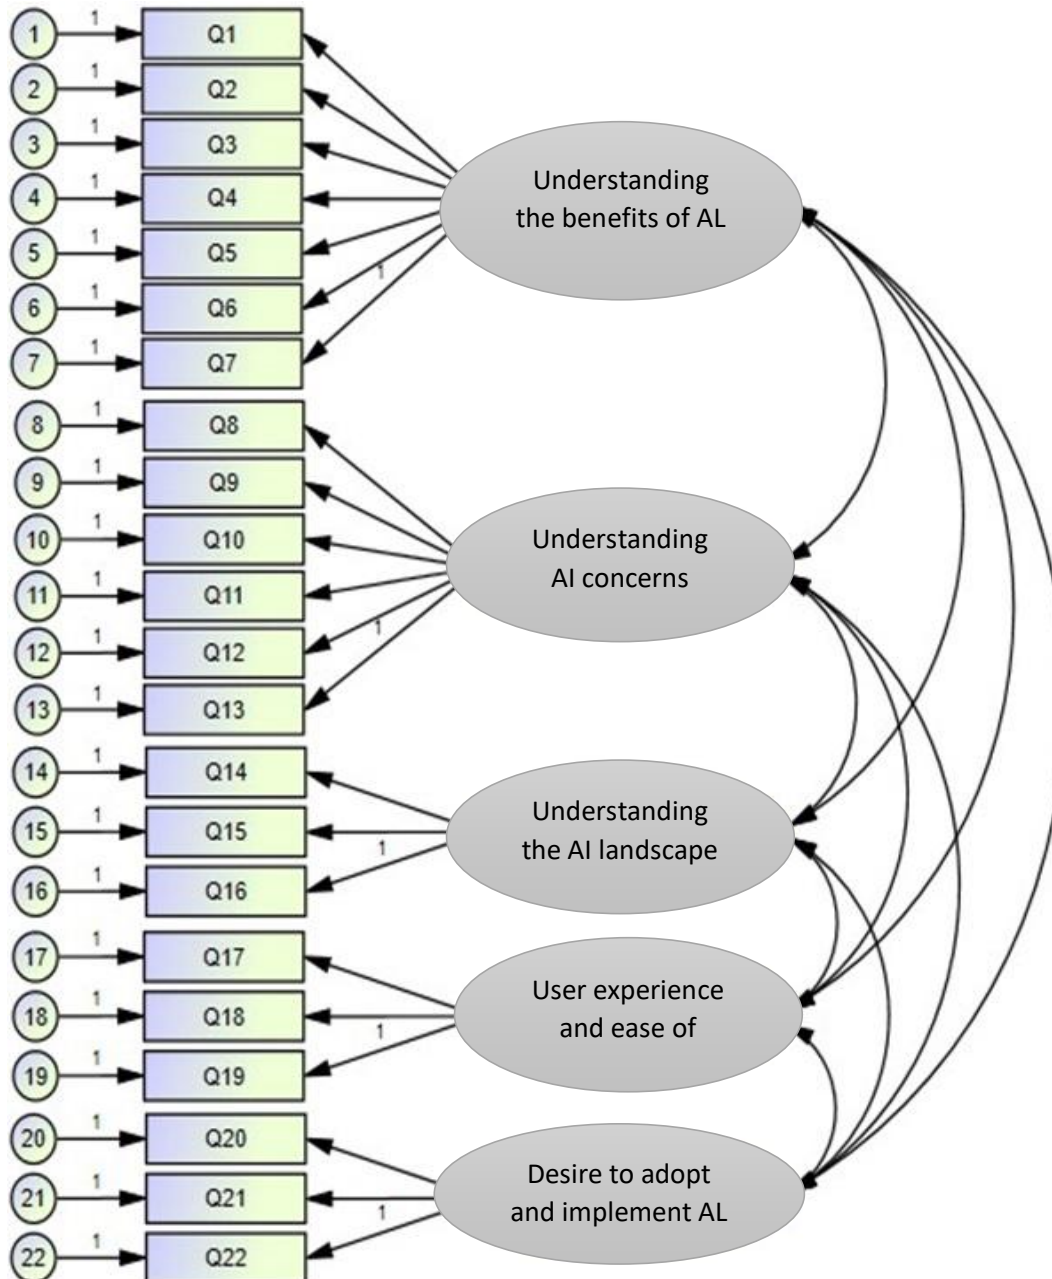 1 1 Q1
2 1 Q2
3 1 Q3
4 1 Q4
5 1 Q5
6 1 Q6
7 1 Q7
1
Understanding
the benefits of AL
8 1 Q8
9 1 Q9
10 1 Q10
11 1 Q11
12 1 Q12
13 1 Q13
1
Understanding
AI concerns
14 1 Q14
15 1 Q15
16 1 Q16
1
Understanding
the AI landscape
17 1 Q17
18 1 Q18
19 1 Q19
1
User experience
and ease of
20 1 Q20
21 1 Q21
22 1 Q22
1
Desire to adopt
and implement AL